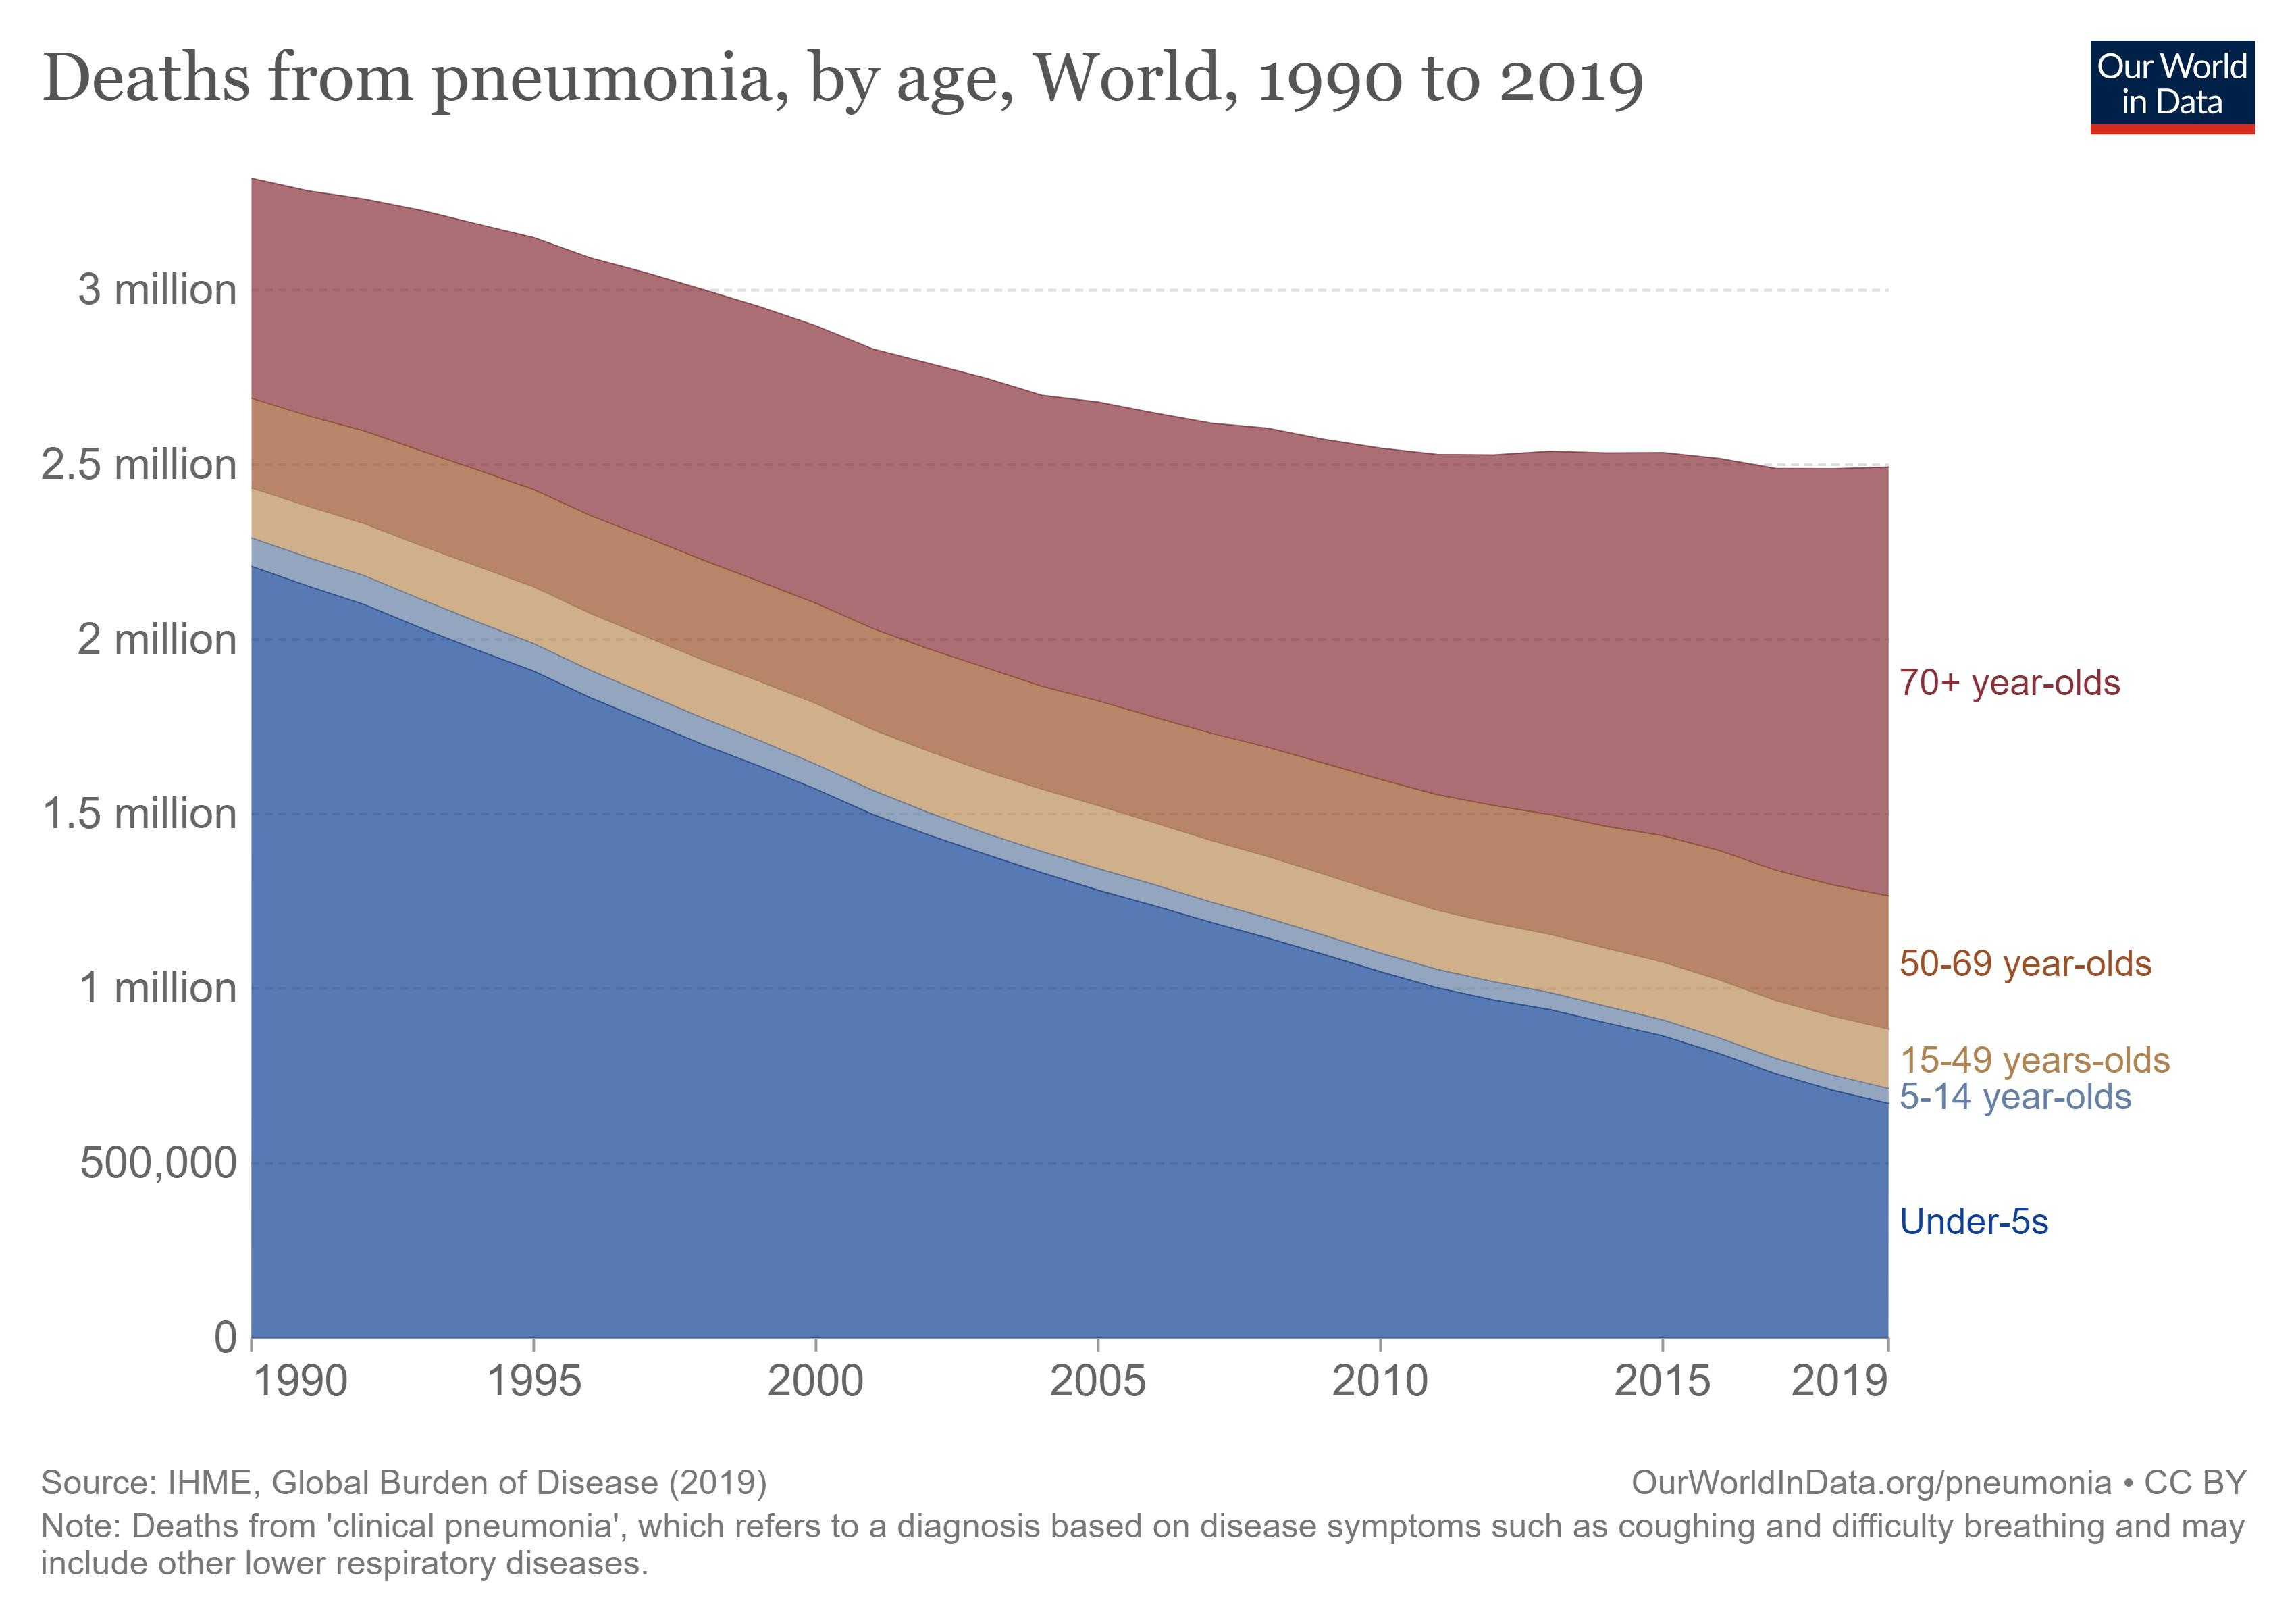 Deaths from pneumonia, by age, World, 1990 to 2019
Our World
in Data
3 million
2.5 million
2 million
1.5 million
1 million
500,000
0
70+ year-olds
50-69 year-olds
15-49 years-olds
5-14 year-olds
Under-5s
1990 1995 2000 2005 2010 2015 2019
Source: IHME, Global Burden of Disease (2019)
OurWorldInData.org/pneumonia • CC BY
Note: Deaths from 'clinical pneumonia', which refers to a diagnosis based on disease symptoms such as coughing and difficulty breathing and may
include other lower respiratory diseases.